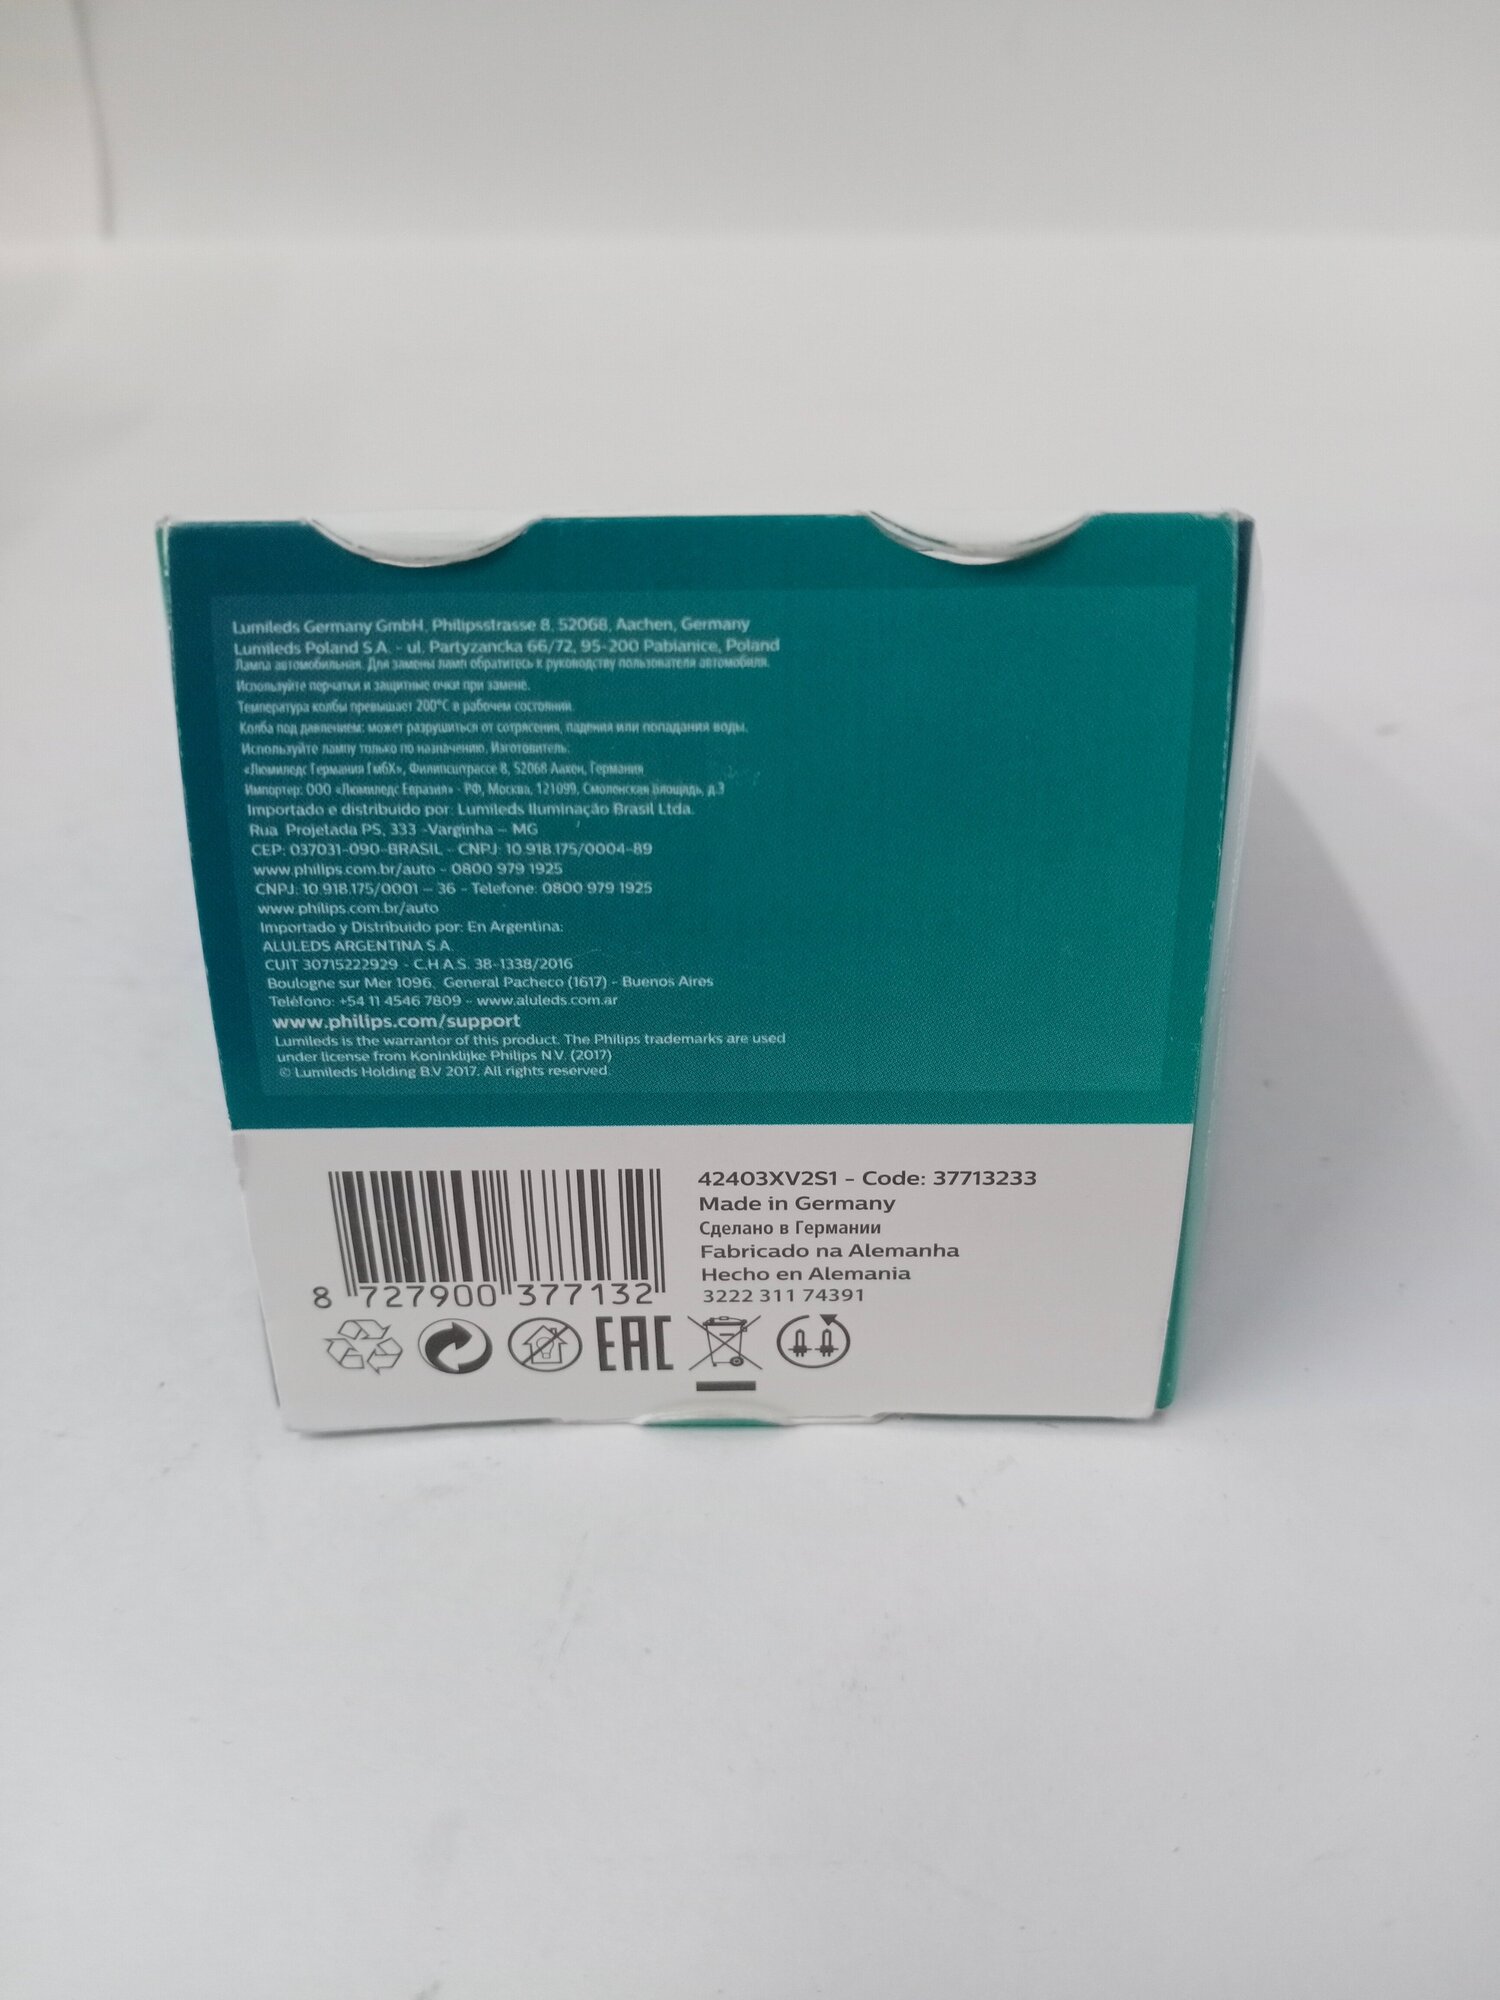 Lumileds Germany GmbH, Philipsstrasse 8, 52068, Aachen, Germany
Lumileds Poland S.A. - ul. Partyzancka 66/72, 95-200 Pabianice, Poland
Лампа автомобильная. Для замены ламп обратитесь к руководству пользователя автомобиля.
Используйте перчатки и защитные очки при замене.
Температура колбы превышает 200°C в рабочем состоянии.
Колба под давлением: может разрушиться от сотрясения, падения или попадания воды.
Используйте лампу только по назначению. Изготовитель:
«Люмиледс Германия ГмбХ», Филипсштрассе 8, 52068 Аахен, Германия
Импортер: ООО «Люмиледс Евразия» - РФ, Москва, 121099, Смоленская площадь, д.3
Importado e distribuido por: Lumileds Iluminação Brasil Ltda.
Rua Projetada PS, 333 -Varginha – MG
CEP: 037031-090-BRASIL - CNPJ: 10.918.175/0004-89
www.philips.com.br/auto - 0800 979 1925
CNPJ: 10.918.175/0001 – 36 - Telefone: 0800 979 1925
www.philips.com.br/auto
Importado y Distribuido por: En Argentina:
ALULEDS ARGENTINA S.A.
CUIT 30715222929 - C.H.A.S. 38-1338/2016
Boulogne sur Mer 1096, General Pacheco (1617) - Buenos Aires
Teléfono: +54 11 4546 7809 - www.aluleds.com.ar
www.philips.com/support
Lumileds is the warrantor of this product. The Philips trademarks are used
under license from Koninklijke Philips N.V. (2017)
© Lumileds Holding B.V 2017. All rights reserved.
42403XV2S1 - Code: 37713233
Made in Germany
Сделано в Германии
Fabricado na Alemanha
Hecho en Alemania
3222 311 74391
8 727900 377132
EAC